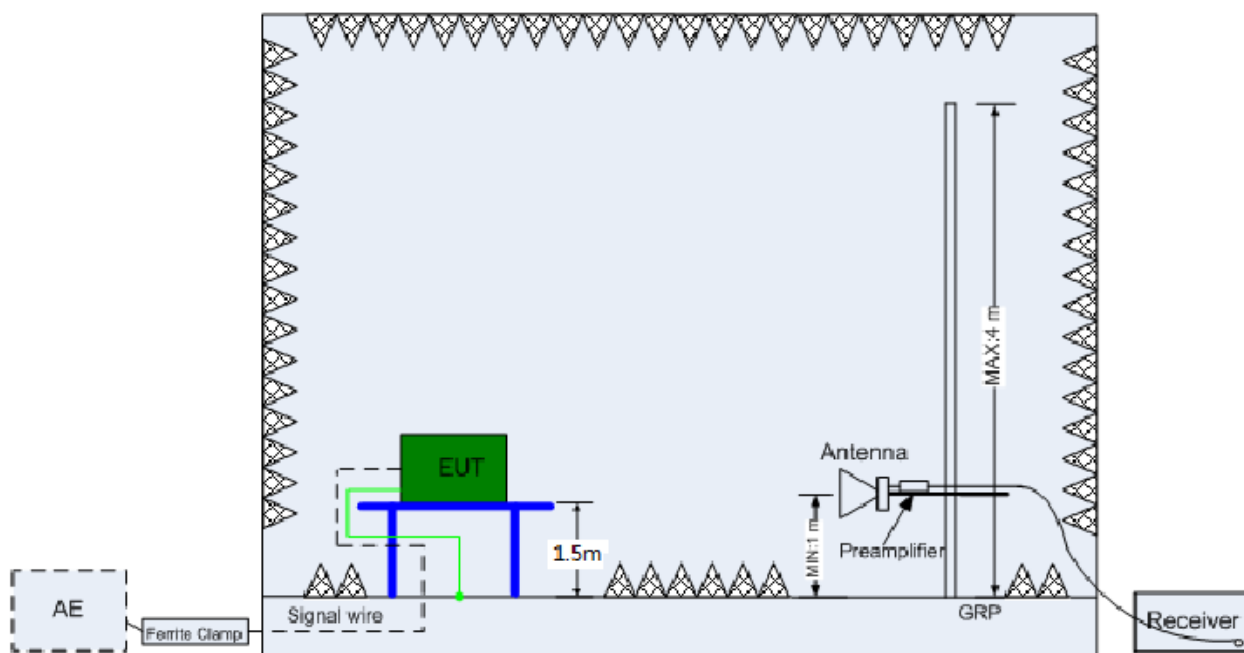 EUT
Antenna
MAX:4 m
MIN:1 m
Preamplifier
1.5m
AE
Ferrite Clamp
Signal wire
GRP
Receiver